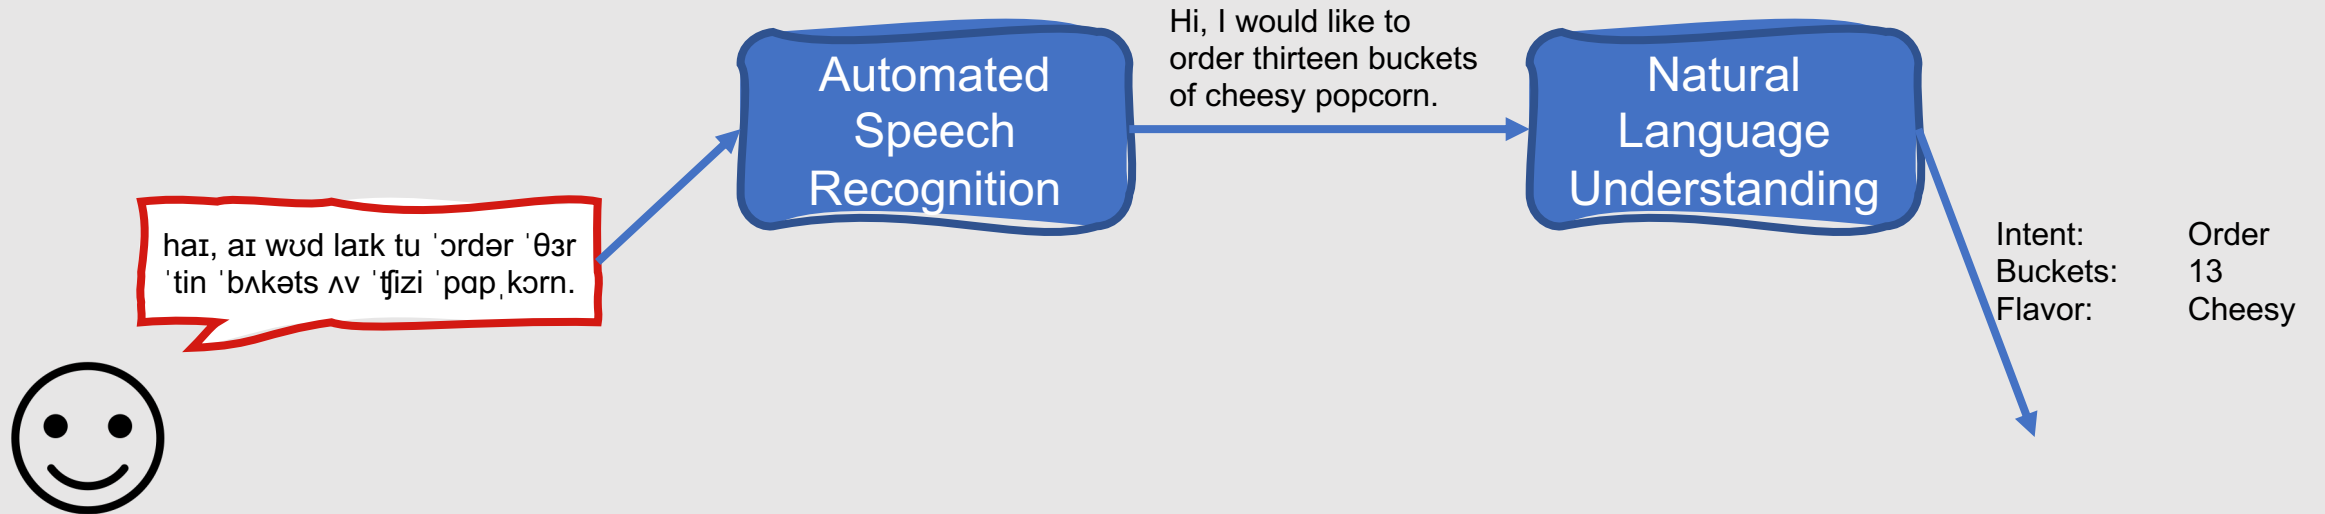 haɪ, aɪ wʊd laɪk tu ˈɔrdər ˈθɜr
ˈtin ˈbʌkəts ʌv ˈʧizi ˈpɑpˌkɔrn.
Automated
Speech
Recognition
Hi, I would like to
order thirteen buckets
of cheesy popcorn.
Natural
Language
Understanding
Intent: Order
Buckets: 13
Flavor: Cheesy